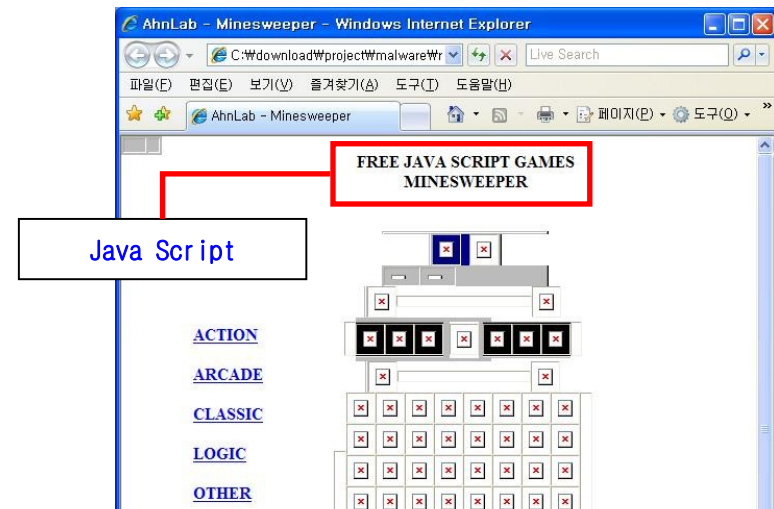 AhnLab - Minesweeper - Windows Internet Explorer
C:₩download₩project₩malware₩r
Live Search
파일(F) 편집(E) 보기(V) 즐겨찾기(A) 도구(T) 도움말(H)
AhnLab - Minesweeper
페이지(P) 도구(O) »
FREE JAVA SCRIPT GAMES
MINESWEEPER
Java Script
ACTION
ARCADE
CLASSIC
LOGIC
OTHER